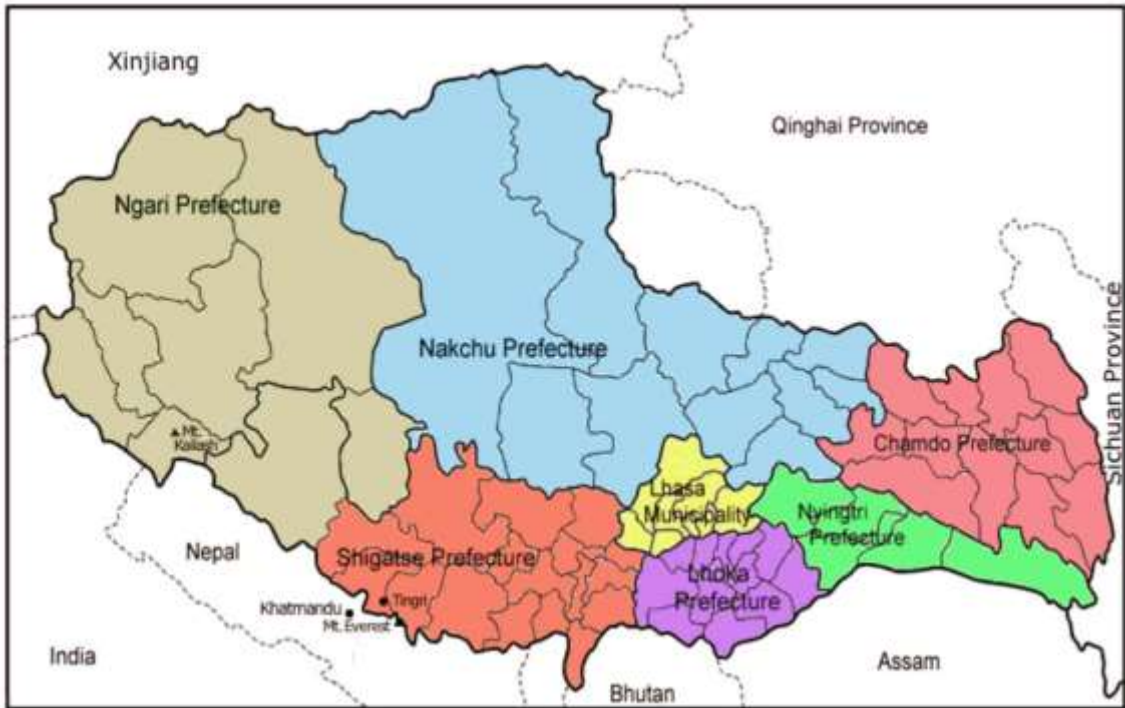 Xinjiang
Qinghai Province
Ngari Prefecture
Nakchu Prefecture
Sichuan Province
Mt.
Kailash
Chamdo Prefecture
Lhasa
Munisipality
Nyingtri
Prefecture
Nepal
Shigatse Prefecture
Lhoka
Prefecture
Tingri
Khatmandu
Mt. Everest
India
Assam
Bhutan